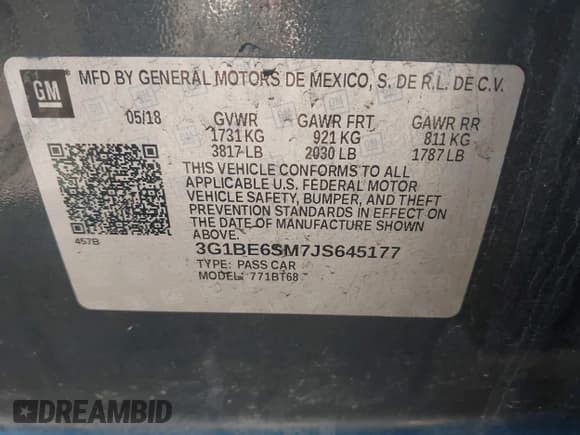 GM
MFD BY GENERAL MOTORS DE MEXICO, S. DE R.L. DE C.V.
05/18 GVWR GAWR FRT GAWR RR
1731 KG 921 KG 811 KG
3817 LB 2030 LB 1787 LB
THIS VEHICLE CONFORMS TO ALL
APPLICABLE U.S. FEDERAL MOTOR
VEHICLE SAFETY, BUMPER, AND THEFT
PREVENTION STANDARDS IN EFFECT ON
THE DATE OF MANUFACTURE SHOWN
ABOVE.
457B
3G1BE6SM7JS645177
TYPE: PASS CAR
MODEL: 771BT68
DREAMBID